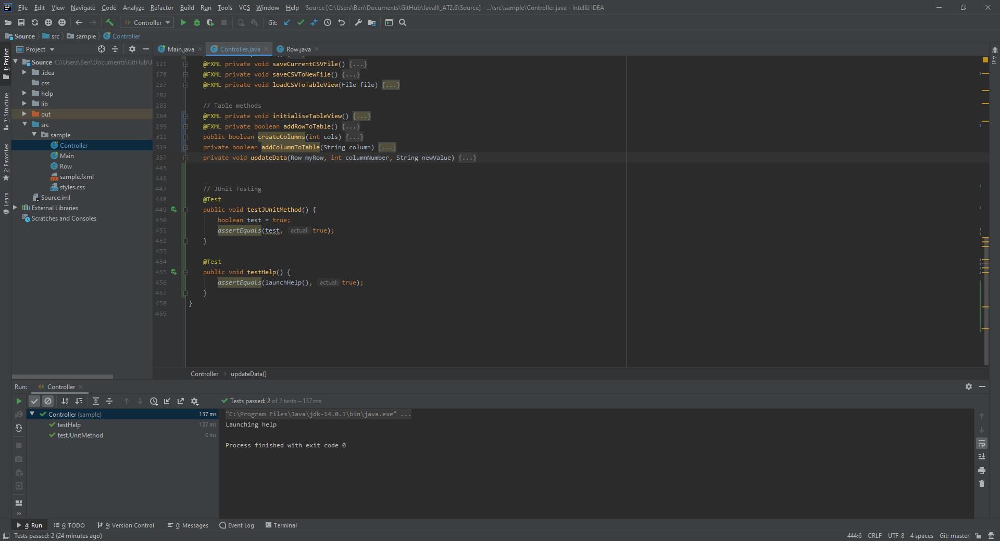 File Edit View Navigate Code Analyze Refactor Build Run Tools VCS Window Help Source [C:\Users\Ben\Documents\GitHub\JavaIII_AT2.6\Source] - ...\src\sample\Controller.java - IntelliJ IDEA
Controller Git:
Source src sample Controller
Project
Main.java Controller.java Row.java
1: Project
7: Structure
2: Favorites
Learn
Ant
Source C:\Users\Ben\Documents\GitHub\J
.idea
css
help
lib
out
src
sample
Controller
Main
Row
sample.fxml
styles.css
Source.iml
External Libraries
Scratches and Consoles
121 @FXML private void saveCurrentCSVFile() {...}
178 @FXML private void saveCSVToNewFile() {...}
237 @FXML private void loadCSVToTableView(File file) {...}
282
283 // Table methods
284 @FXML private void initialiseTableView() {...}
299 @FXML private boolean addRowToTable() {...}
311 public boolean createColumns(int cols) {...}
319 private boolean addColumnToTable(String column) {...}
357 private void updateData(Row myRow, int columnNumber, String newValue) {...}
445
446
447 // JUnit Testing
448 @Test
449 public void testJUnitMethod() {
450 boolean test = true;
451 assertEquals(test, actual: true);
452 }
453
454 @Test
455 public void testHelp() {
456 assertEquals(launchHelp(), actual: true);
457 }
458 }
459
Controller updateData()
Run: Controller
Tests passed: 2 of 2 tests – 137 ms
Controller (sample) 137 ms
testHelp 137 ms
testJUnitMethod 0 ms
"C:\Program Files\Java\jdk-14.0.1\bin\java.exe" ...
Launching help
Process finished with exit code 0
4: Run 6: TODO 9: Version Control 0: Messages Event Log Terminal
Tests passed: 2 (24 minutes ago) 444:6 CRLF UTF-8 4 spaces Git: master